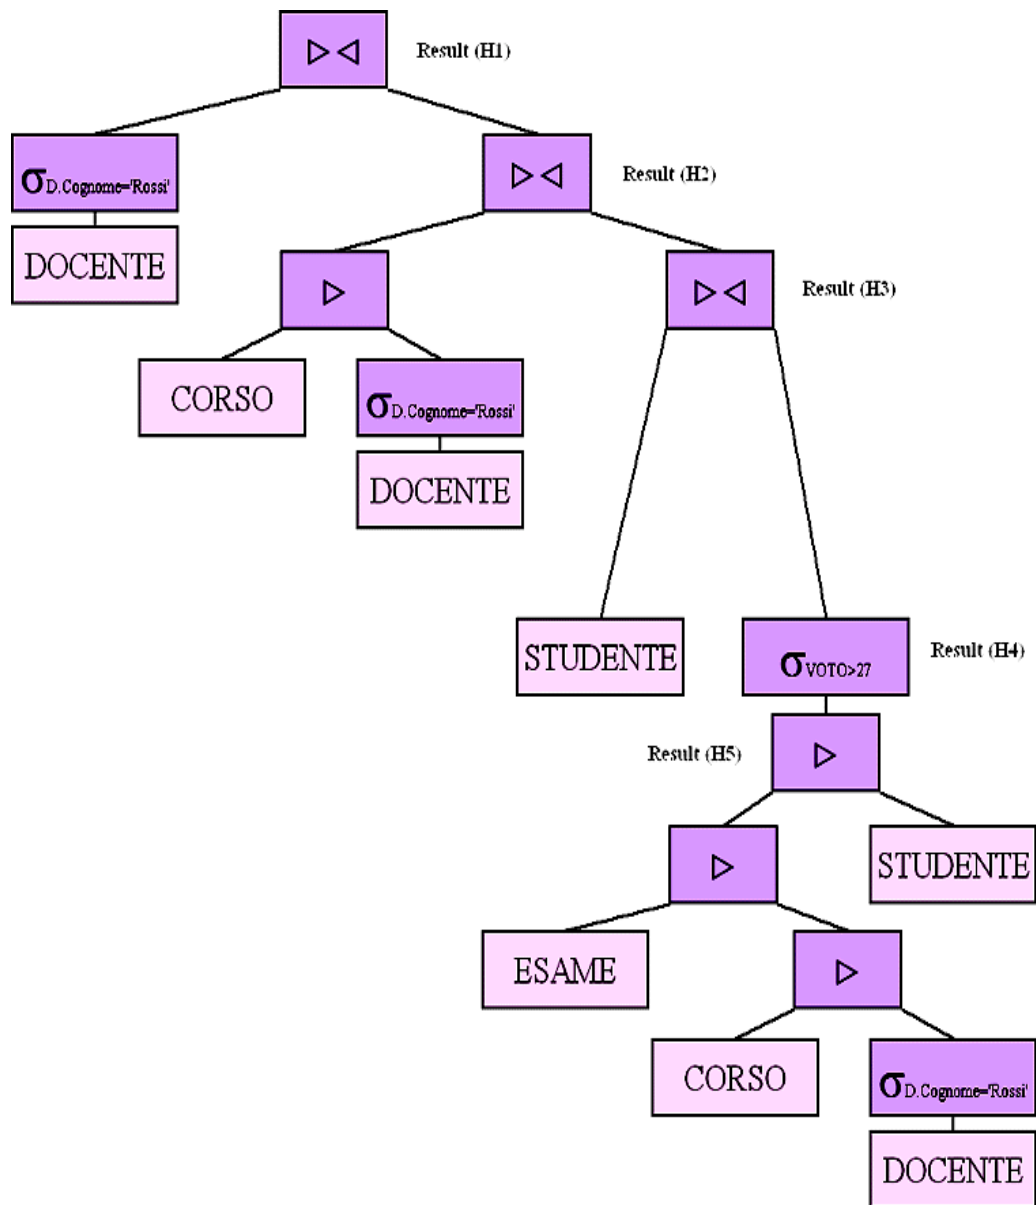 ▷◁ Result (H1)
σD.Cognome='Rossi'
▷◁ Result (H2)
DOCENTE
▷
▷◁ Result (H3)
CORSO
σD.Cognome='Rossi'
DOCENTE
STUDENTE
σVOTO>27 Result (H4)
Result (H5) ▷
▷
STUDENTE
ESAME
▷
CORSO
σD.Cognome='Rossi'
DOCENTE